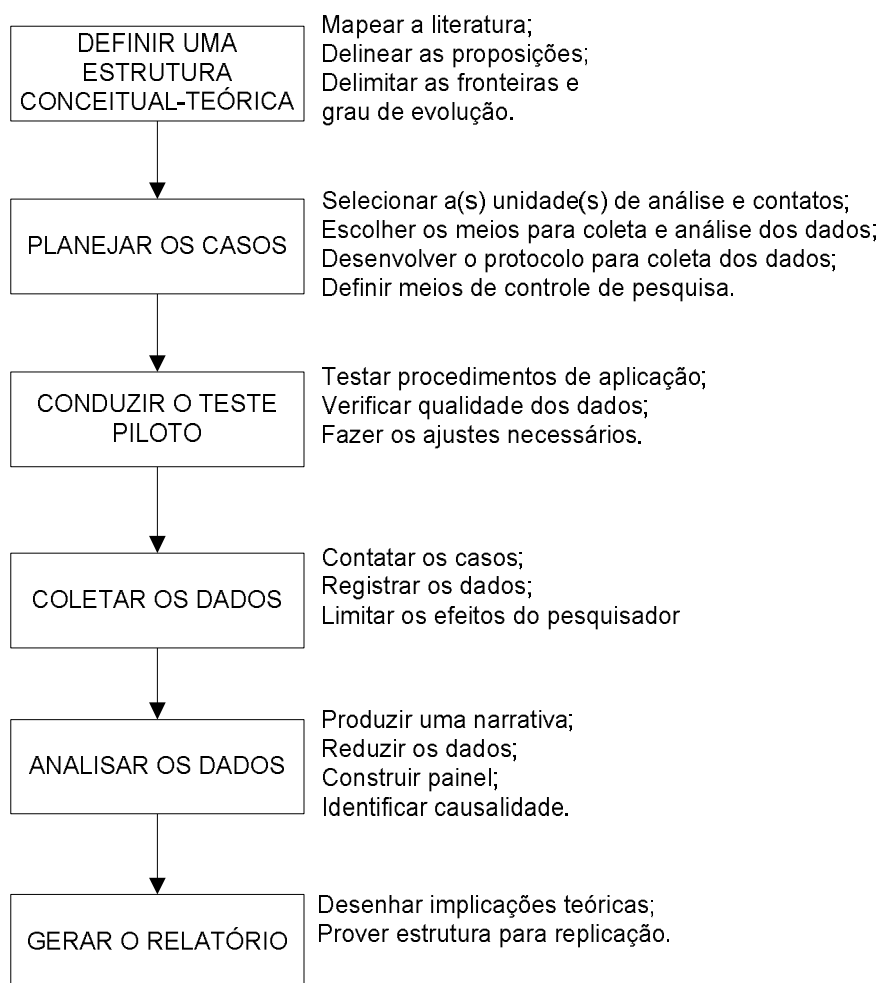 DEFINIR UMA
ESTRUTURA
CONCEITUAL-TEÓRICA
Mapear a literatura;
Delinear as proposições;
Delimitar as fronteiras e
grau de evolução.
PLANEJAR OS CASOS
Selecionar a(s) unidade(s) de análise e contatos;
Escolher os meios para coleta e análise dos dados;
Desenvolver o protocolo para coleta dos dados;
Definir meios de controle de pesquisa.
CONDUZIR O TESTE
PILOTO
Testar procedimentos de aplicação;
Verificar qualidade dos dados;
Fazer os ajustes necessários.
COLETAR OS DADOS
Contatar os casos;
Registrar os dados;
Limitar os efeitos do pesquisador
ANALISAR OS DADOS
Produzir uma narrativa;
Reduzir os dados;
Construir painel;
Identificar causalidade.
GERAR O RELATÓRIO
Desenhar implicações teóricas;
Prover estrutura para replicação.